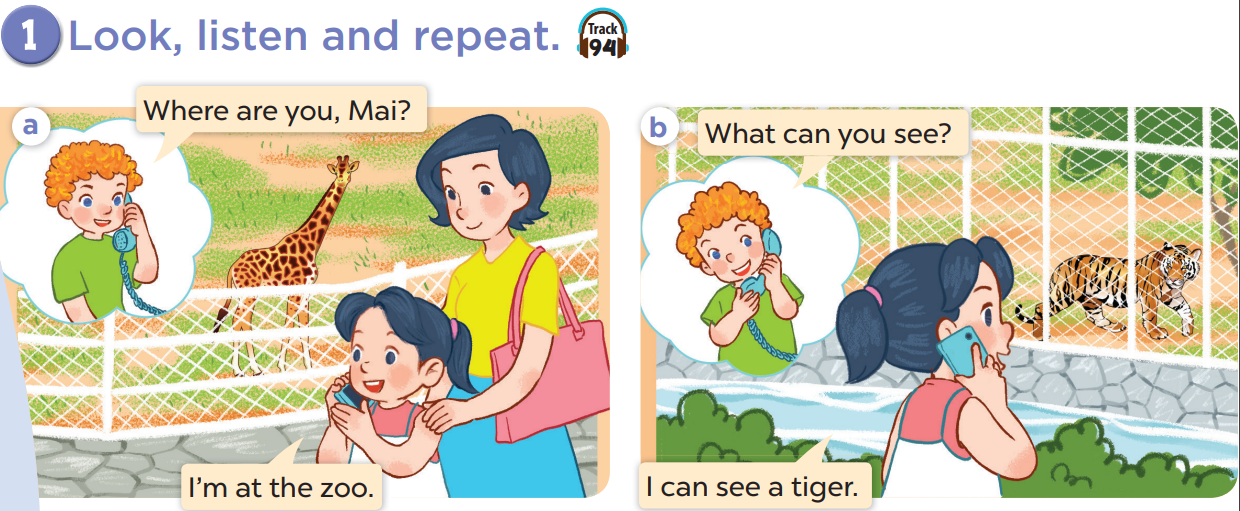 1 Look, listen and repeat. Track 94
a
Where are you, Mai?
I'm at the zoo.
b
What can you see?
I can see a tiger.